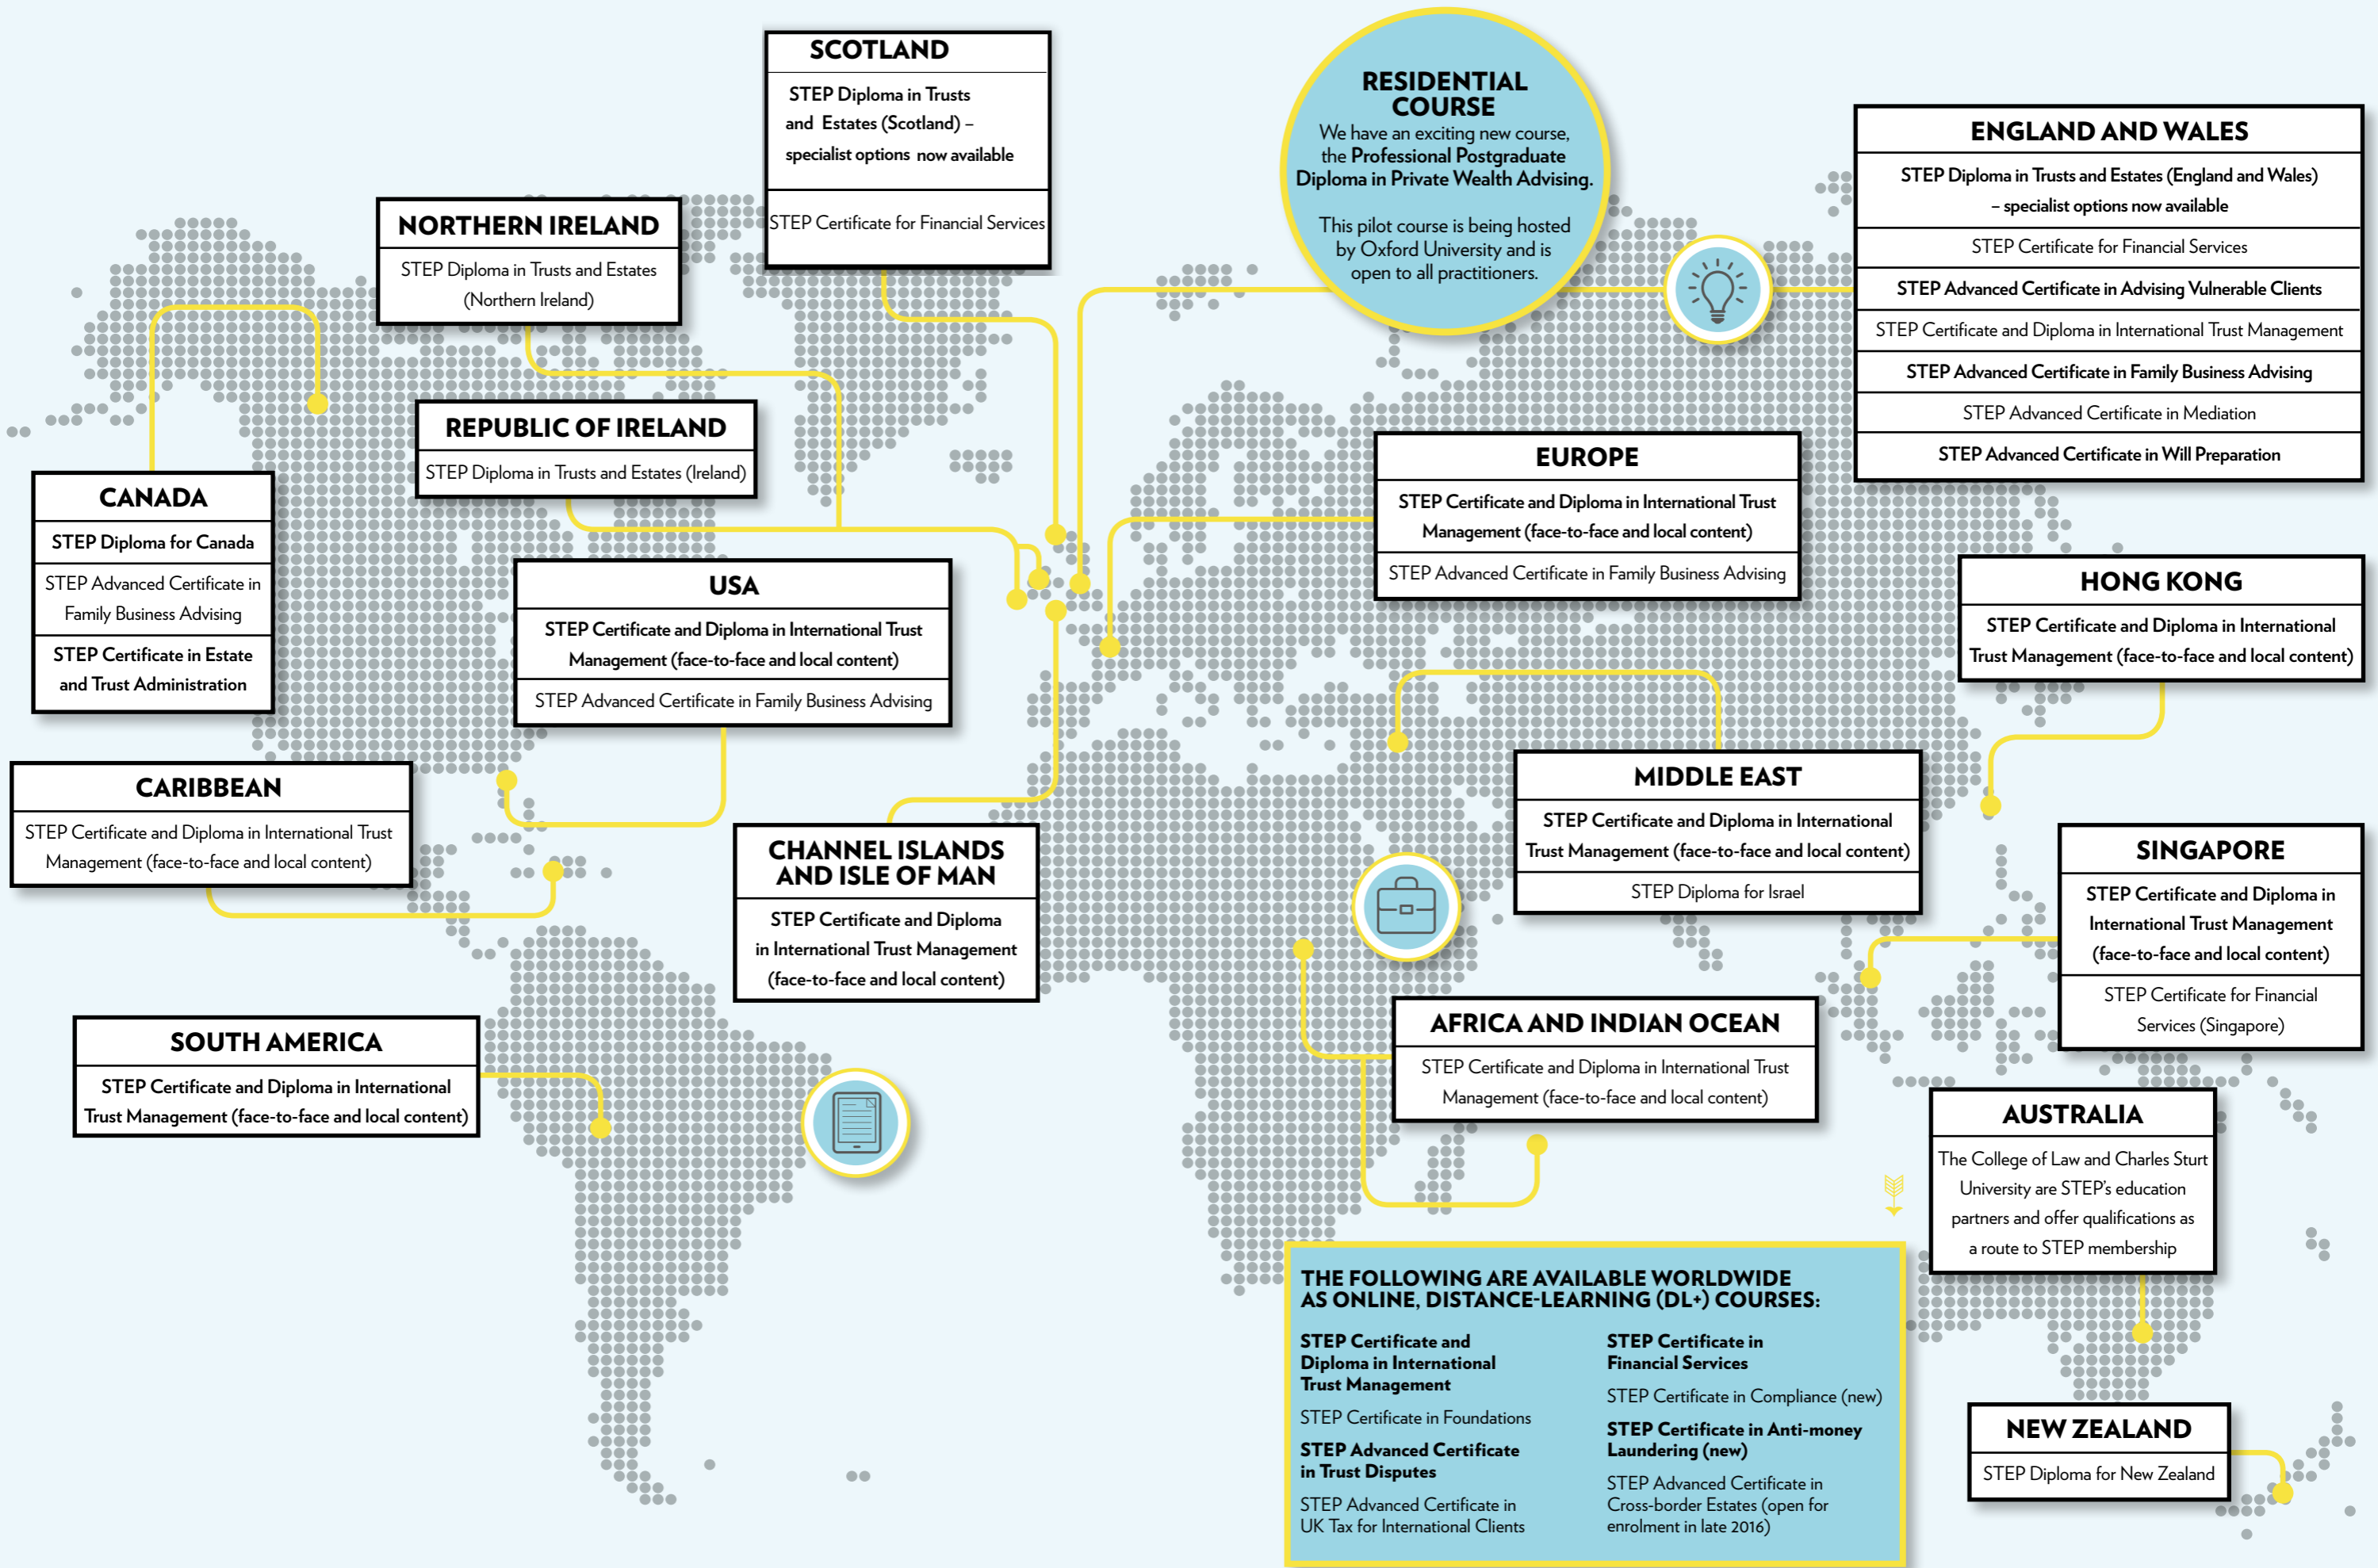 SCOTLAND
STEP Diploma in Trusts
and Estates (Scotland) –
specialist options now available
STEP Certificate for Financial Services
RESIDENTIAL
COURSE
We have an exciting new course,
the Professional Postgraduate
Diploma in Private Wealth Advising.
This pilot course is being hosted
by Oxford University and is
open to all practitioners.
ENGLAND AND WALES
STEP Diploma in Trusts and Estates (England and Wales)
– specialist options now available
STEP Certificate for Financial Services
STEP Advanced Certificate in Advising Vulnerable Clients
STEP Certificate and Diploma in International Trust Management
STEP Advanced Certificate in Family Business Advising
STEP Advanced Certificate in Mediation
STEP Advanced Certificate in Will Preparation
NORTHERN IRELAND
STEP Diploma in Trusts and Estates
(Northern Ireland)
REPUBLIC OF IRELAND
STEP Diploma in Trusts and Estates (Ireland)
EUROPE
STEP Certificate and Diploma in International Trust
Management (face-to-face and local content)
STEP Advanced Certificate in Family Business Advising
CANADA
STEP Diploma for Canada
STEP Advanced Certificate in
Family Business Advising
STEP Certificate in Estate
and Trust Administration
USA
STEP Certificate and Diploma in International Trust
Management (face-to-face and local content)
STEP Advanced Certificate in Family Business Advising
HONG KONG
STEP Certificate and Diploma in International
Trust Management (face-to-face and local content)
CARIBBEAN
STEP Certificate and Diploma in International Trust
Management (face-to-face and local content)
CHANNEL ISLANDS
AND ISLE OF MAN
STEP Certificate and Diploma
in International Trust Management
(face-to-face and local content)
MIDDLE EAST
STEP Certificate and Diploma in International
Trust Management (face-to-face and local content)
STEP Diploma for Israel
SINGAPORE
STEP Certificate and Diploma in
International Trust Management
(face-to-face and local content)
STEP Certificate for Financial
Services (Singapore)
SOUTH AMERICA
STEP Certificate and Diploma in International
Trust Management (face-to-face and local content)
AFRICA AND INDIAN OCEAN
STEP Certificate and Diploma in International Trust
Management (face-to-face and local content)
AUSTRALIA
The College of Law and Charles Sturt
University are STEP's education
partners and offer qualifications as
a route to STEP membership
THE FOLLOWING ARE AVAILABLE WORLDWIDE
AS ONLINE, DISTANCE-LEARNING (DL+) COURSES:
STEP Certificate and
Diploma in International
Trust Management
STEP Certificate in Foundations
STEP Advanced Certificate
in Trust Disputes
STEP Advanced Certificate in
UK Tax for International Clients
STEP Certificate in
Financial Services
STEP Certificate in Compliance (new)
STEP Certificate in Anti-money
Laundering (new)
STEP Advanced Certificate in
Cross-border Estates (open for
enrolment in late 2016)
NEW ZEALAND
STEP Diploma for New Zealand